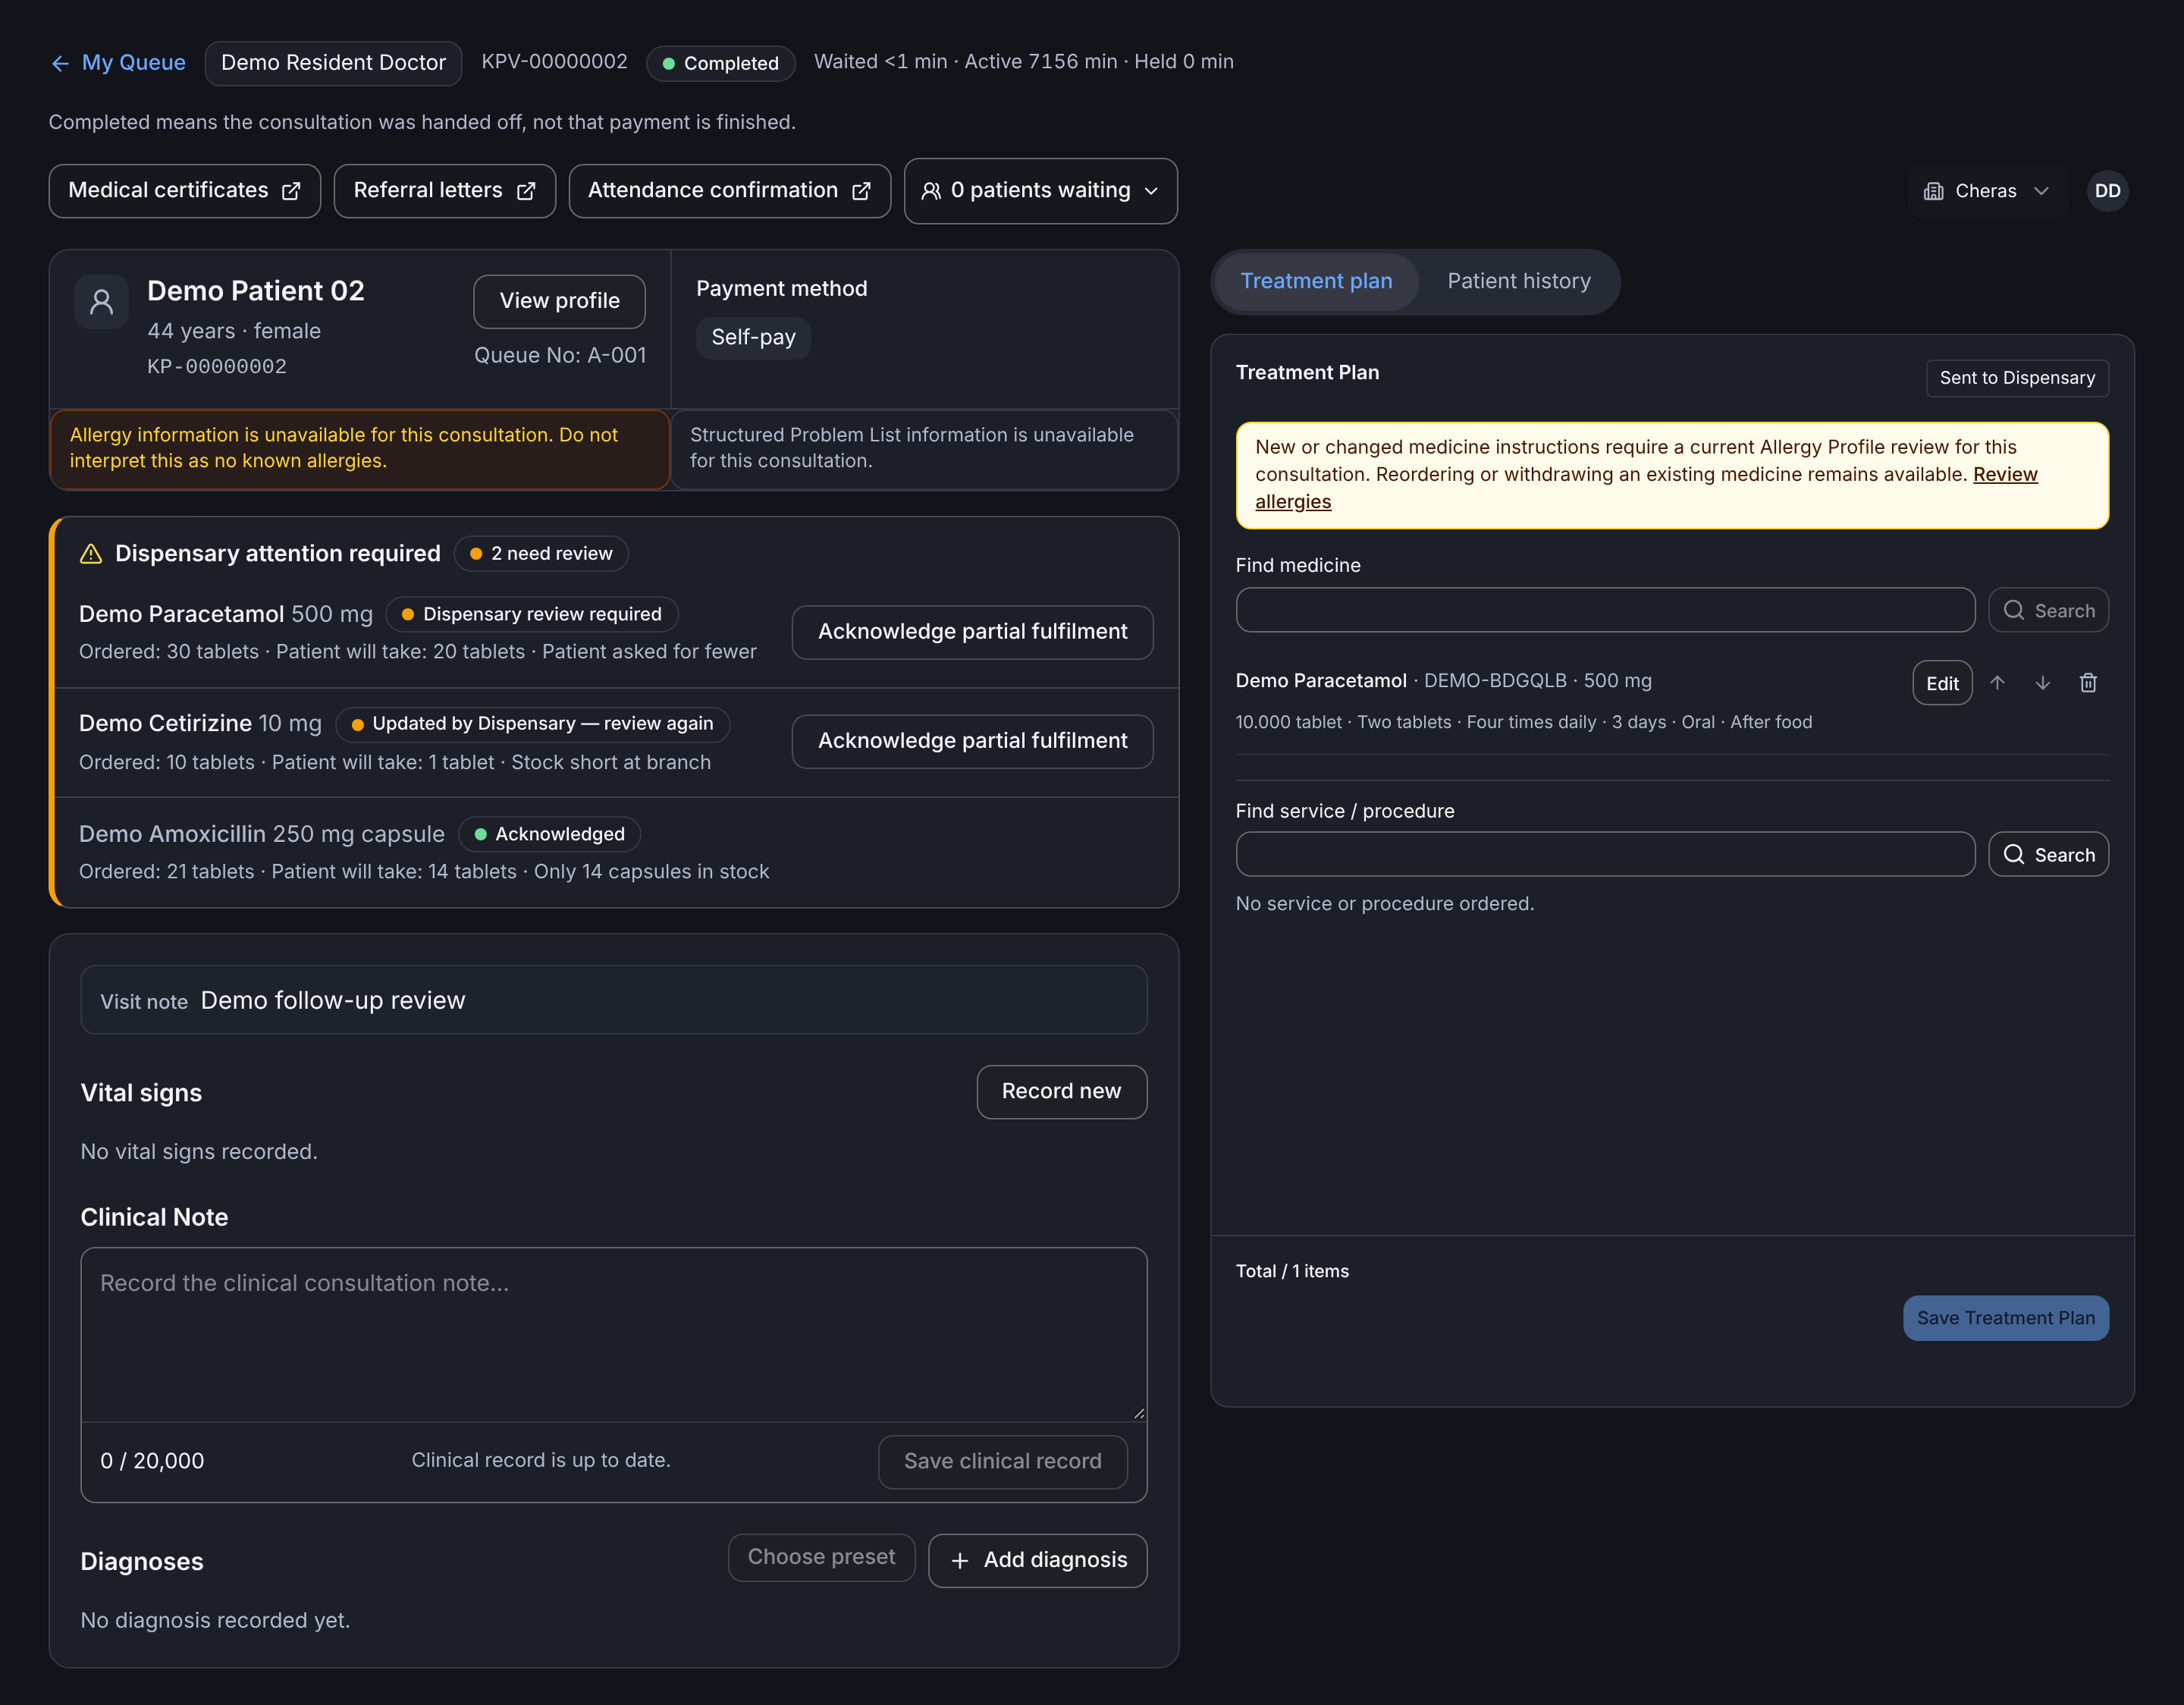 My Queue Demo Resident Doctor KPV-00000002 Completed Waited <1 min · Active 7156 min · Held 0 min
Completed means the consultation was handed off, not that payment is finished.
Medical certificates Referral letters Attendance confirmation 0 patients waiting Cheras DD
Demo Patient 02
44 years · female
KP-00000002
View profile
Queue No: A-001
Payment method
Self-pay
Allergy information is unavailable for this consultation. Do not
interpret this as no known allergies.
Structured Problem List information is unavailable
for this consultation.
Dispensary attention required 2 need review
Demo Paracetamol 500 mg Dispensary review required
Ordered: 30 tablets · Patient will take: 20 tablets · Patient asked for fewer
Acknowledge partial fulfilment
Demo Cetirizine 10 mg Updated by Dispensary — review again
Ordered: 10 tablets · Patient will take: 1 tablet · Stock short at branch
Acknowledge partial fulfilment
Demo Amoxicillin 250 mg capsule Acknowledged
Ordered: 21 tablets · Patient will take: 14 tablets · Only 14 capsules in stock
Visit note Demo follow-up review
Vital signs Record new
No vital signs recorded.
Clinical Note
Record the clinical consultation note...
0 / 20,000 Clinical record is up to date. Save clinical record
Diagnoses Choose preset Add diagnosis
No diagnosis recorded yet.
Treatment plan Patient history
Treatment Plan Sent to Dispensary
New or changed medicine instructions require a current Allergy Profile review for this
consultation. Reordering or withdrawing an existing medicine remains available. Review
allergies
Find medicine
Search
Demo Paracetamol · DEMO-BDGQLB · 500 mg Edit
10.000 tablet · Two tablets · Four times daily · 3 days · Oral · After food
Find service / procedure
Search
No service or procedure ordered.
Total / 1 items
Save Treatment Plan